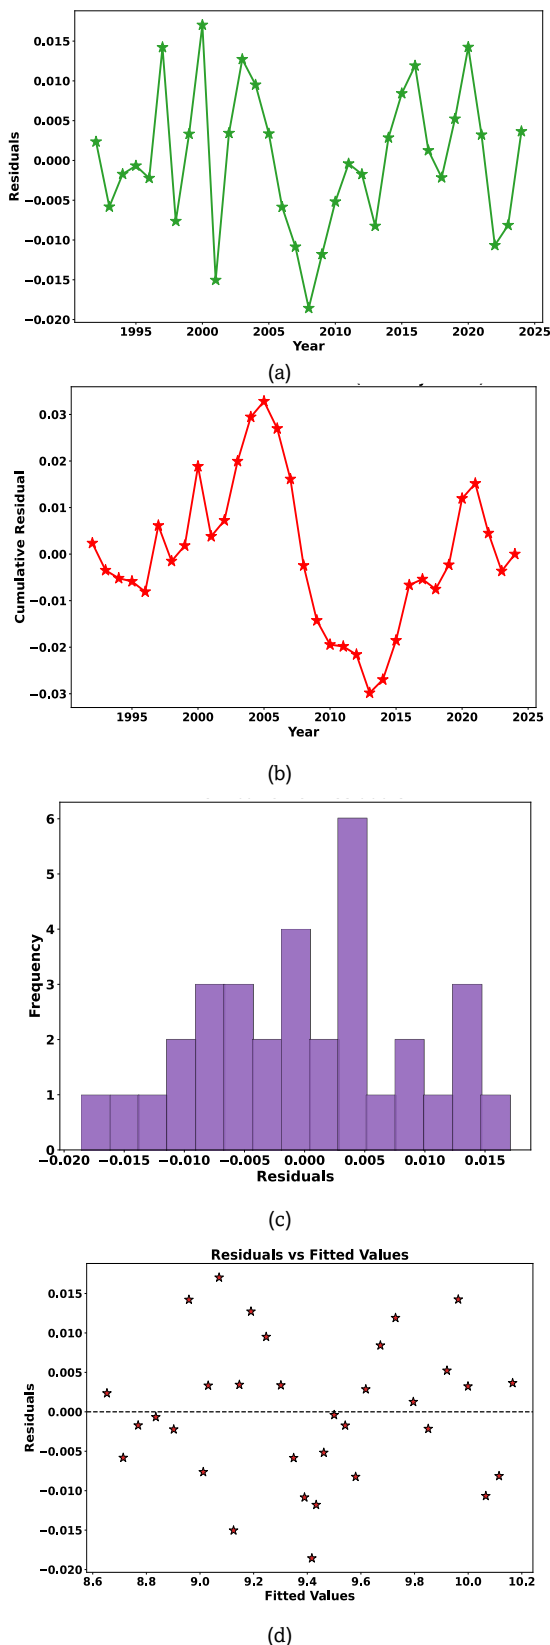 0.015
0.010
0.005
0.000
−0.005
−0.010
−0.015
−0.020
Residuals
1995 2000 2005 2010 2015 2020 2025
Year
(a)
0.03
0.02
0.01
0.00
−0.01
−0.02
−0.03
Cumulative Residual
1995 2000 2005 2010 2015 2020 2025
Year
(b)
6
5
4
3
2
1
0
Frequency
−0.020 −0.015 −0.010 −0.005 0.000 0.005 0.010 0.015
Residuals
(c)
Residuals vs Fitted Values
0.015
0.010
0.005
0.000
−0.005
−0.010
−0.015
−0.020
Residuals
8.6 8.8 9.0 9.2 9.4 9.6 9.8 10.0 10.2
Fitted Values
(d)